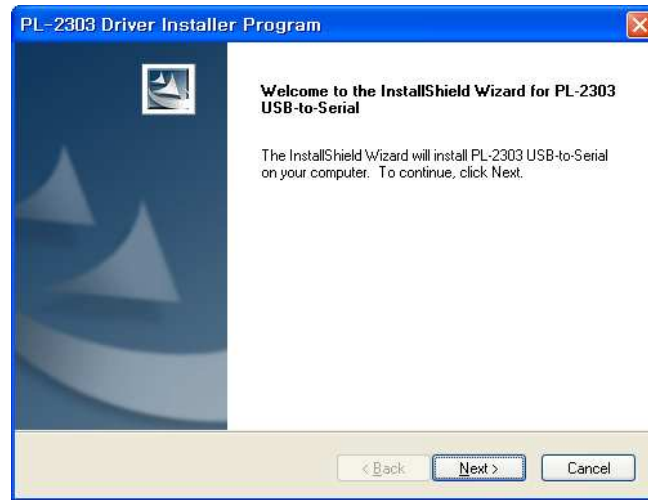 PL-2303 Driver Installer Program
Welcome to the InstallShield Wizard for PL-2303
USB-to-Serial
The InstallShield Wizard will install PL-2303 USB-to-Serial
on your computer. To continue, click Next.
< Back
Next >
Cancel